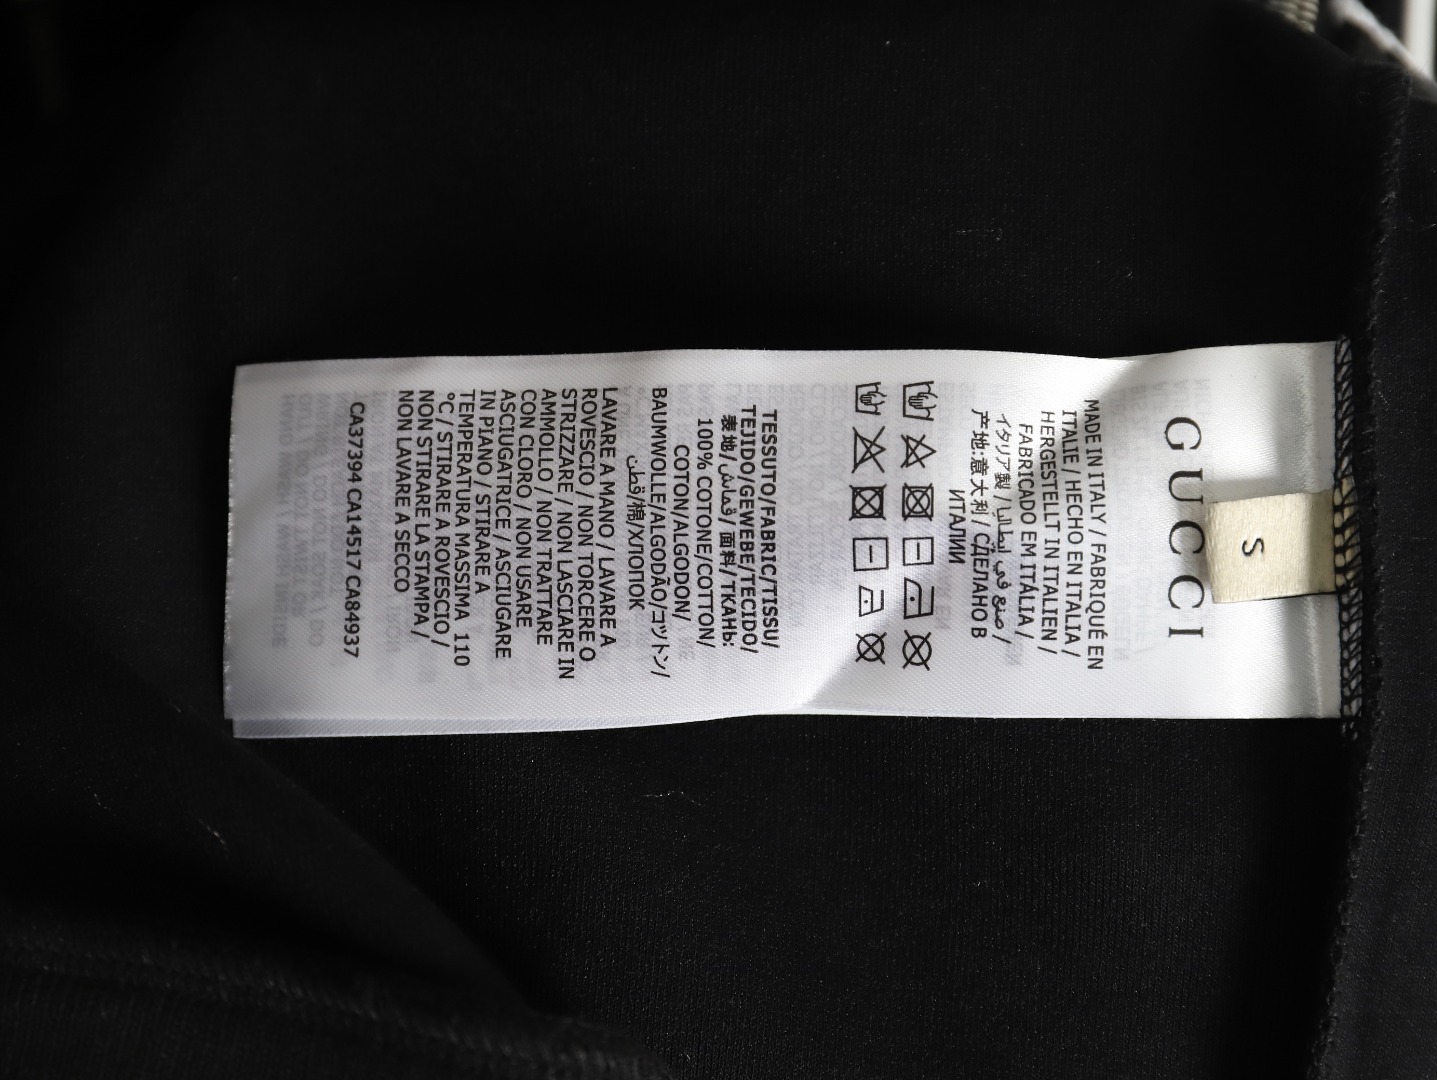 GUCCI
S
MADE IN ITALY / FABRIQUÉ EN
ITALIE / HECHO EN ITALIA /
HERGESTELLT IN ITALIEN /
FABRICADO EM ITÁLIA /
イタリア製 / صنع في إيطاليا /
产地:意大利 / СДЕЛАНО В
ИТАЛИИ
TESSUTO/FABRIC/TISSU/
TEJIDO/GEWEBE/TECIDO/
表地/قماش/ 面料/ТКАНЬ:
100% COTONE/COTTON/
COTON/ALGODON/
BAUMWOLLE/ALGODÃO/コットン/
قطن/棉/ХЛОПОК
LAVARE A MANO / LAVARE A
ROVESCIO / NON TORCERE O
STRIZZARE / NON LASCIARE IN
AMMOLLO / NON TRATTARE
CON CLORO / NON USARE
ASCIUGATRICE / ASCIUGARE
IN PIANO / STIRARE A
TEMPERATURA MASSIMA 110
°C / STIRARE A ROVESCIO /
NON STIRARE LA STAMPA /
NON LAVARE A SECCO
CA37394 CA14517 CA84937